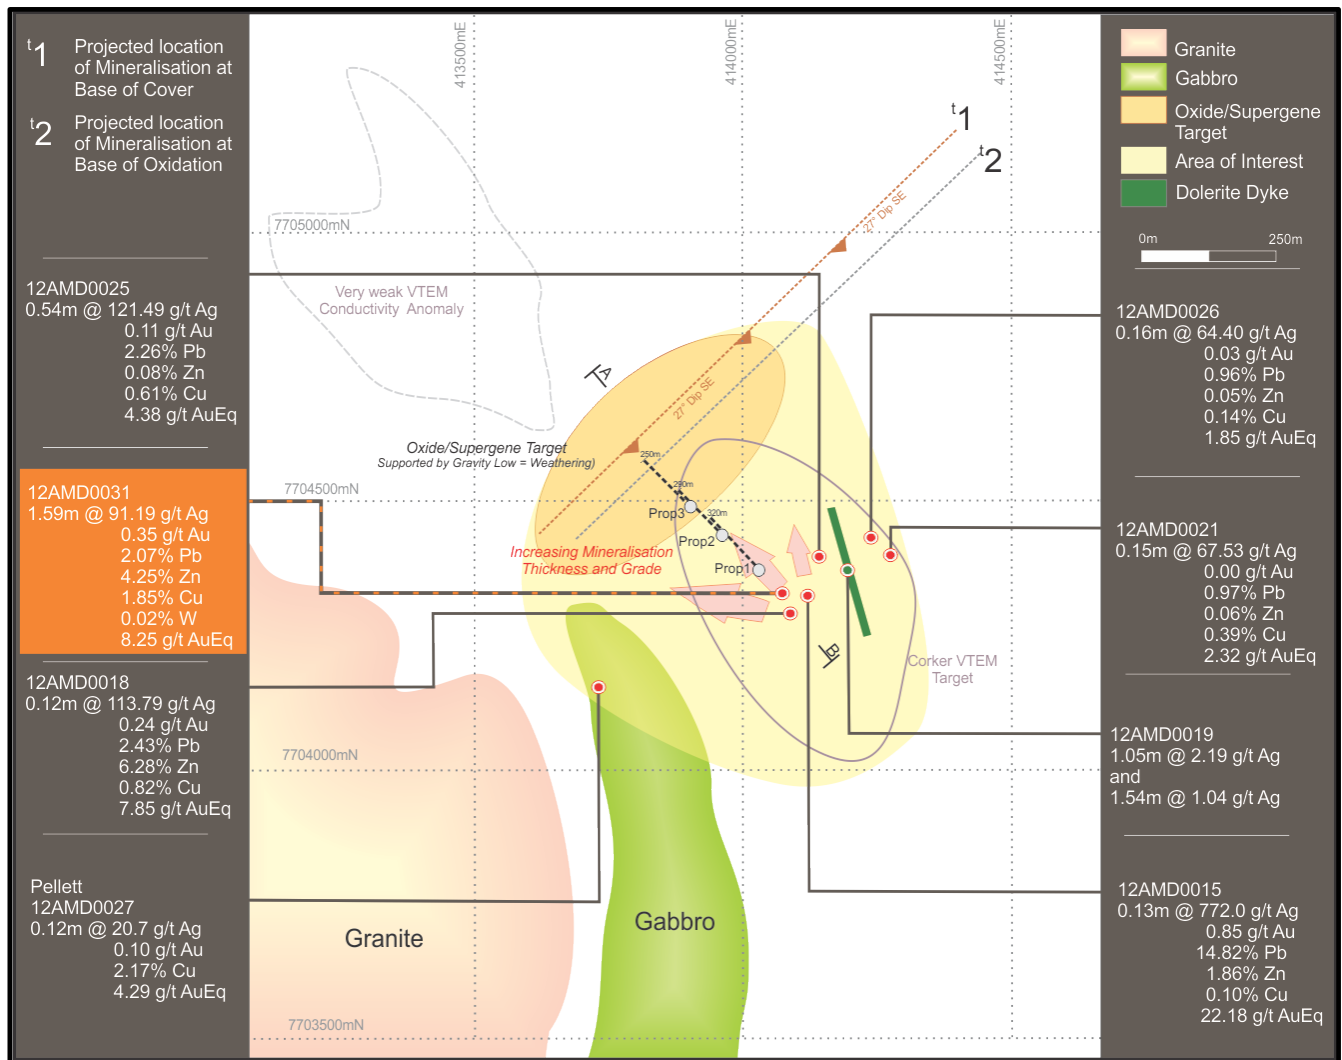 t1 Projected location
of Mineralisation at
Base of Cover
t2 Projected location
of Mineralisation at
Base of Oxidation
12AMD0025
0.54m @ 121.49 g/t Ag
0.11 g/t Au
2.26% Pb
0.08% Zn
0.61% Cu
4.38 g/t AuEq
12AMD0031
1.59m @ 91.19 g/t Ag
0.35 g/t Au
2.07% Pb
4.25% Zn
1.85% Cu
0.02% W
8.25 g/t AuEq
12AMD0018
0.12m @ 113.79 g/t Ag
0.24 g/t Au
2.43% Pb
6.28% Zn
0.82% Cu
7.85 g/t AuEq
Pellett
12AMD0027
0.12m @ 20.7 g/t Ag
0.10 g/t Au
2.17% Cu
4.29 g/t AuEq
413500mE
414000mE
414500mE
t1
t2
27° Dip SE
7705000mN
Very weak VTEM
Conductivity Anomaly
A
27° Dip SE
Oxide/Supergene Target
Supported by Gravity Low = Weathering)
250m
7704500mN
290m
Prop3
320m
Prop2
Increasing Mineralisation
Thickness and Grade
Prop1
B
Corker VTEM
Target
7704000mN
Granite
Gabbro
7703500mN
Granite
Gabbro
Oxide/Supergene
Target
Area of Interest
Dolerite Dyke
0m 250m
12AMD0026
0.16m @ 64.40 g/t Ag
0.03 g/t Au
0.96% Pb
0.05% Zn
0.14% Cu
1.85 g/t AuEq
12AMD0021
0.15m @ 67.53 g/t Ag
0.00 g/t Au
0.97% Pb
0.06% Zn
0.39% Cu
2.32 g/t AuEq
12AMD0019
1.05m @ 2.19 g/t Ag
and
1.54m @ 1.04 g/t Ag
12AMD0015
0.13m @ 772.0 g/t Ag
0.85 g/t Au
14.82% Pb
1.86% Zn
0.10% Cu
22.18 g/t AuEq